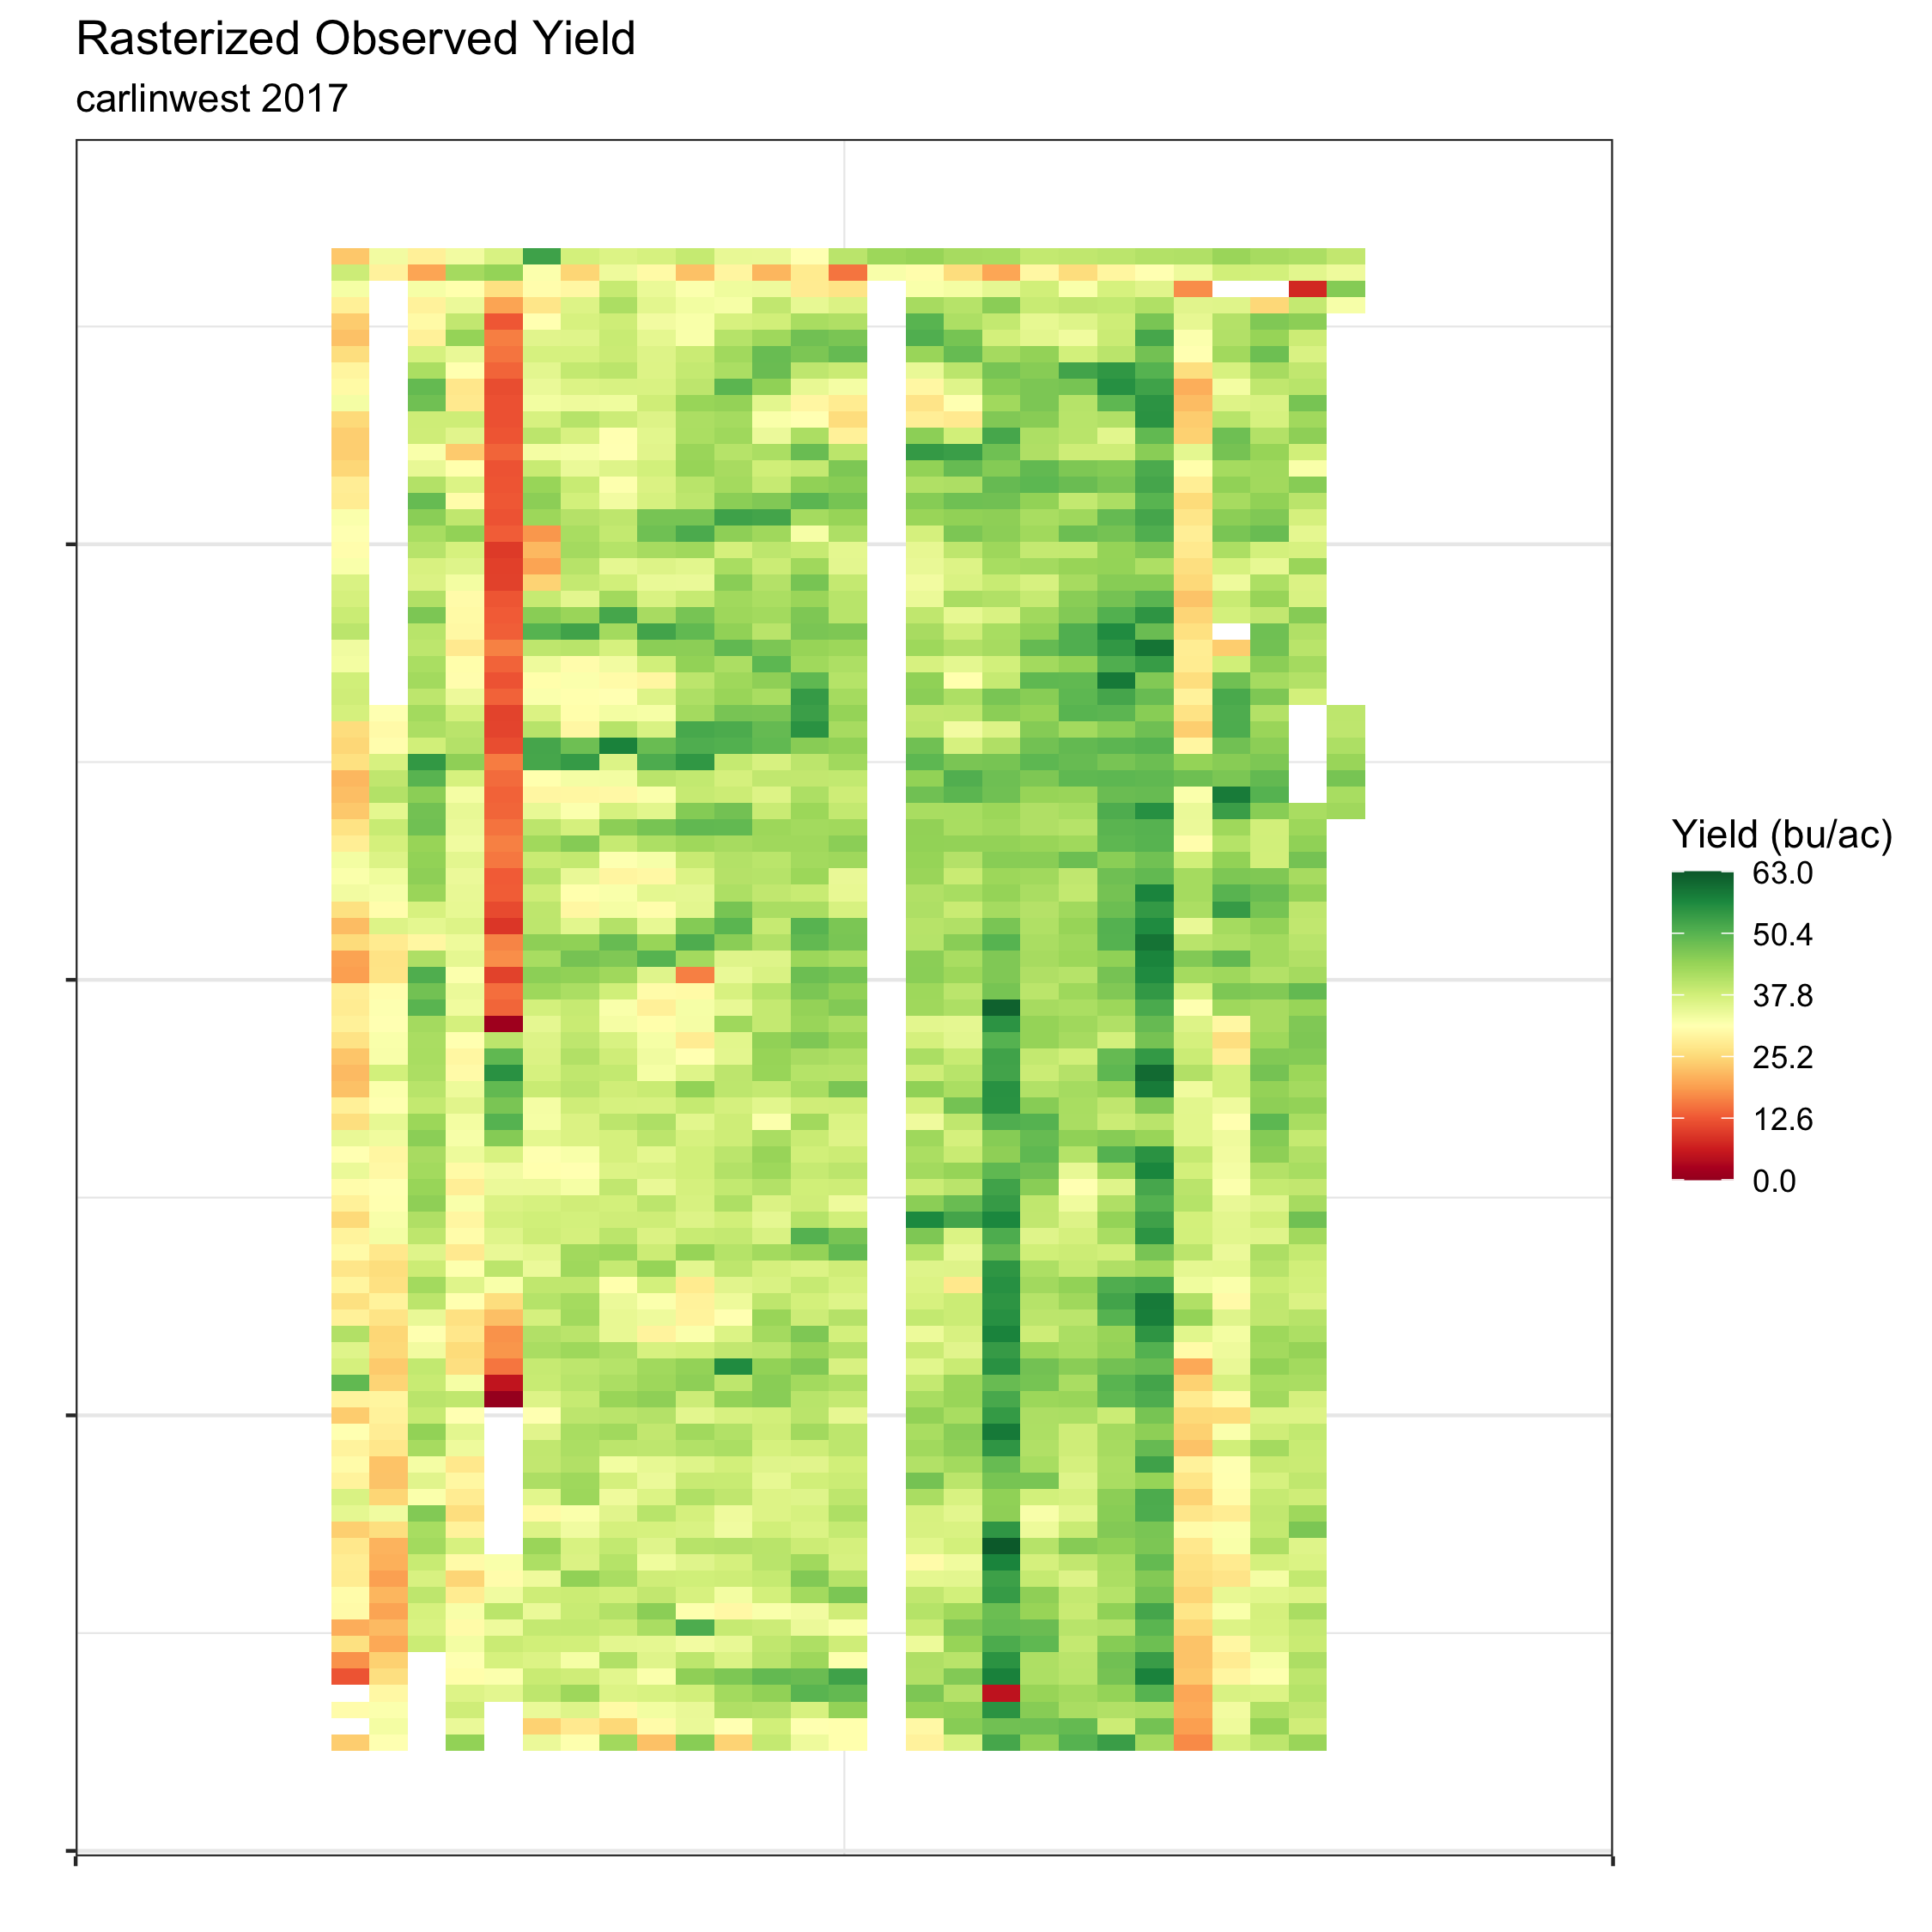 Rasterized Observed Yield
carlinwest 2017
Yield (bu/ac)
63.0
50.4
37.8
25.2
12.6
0.0